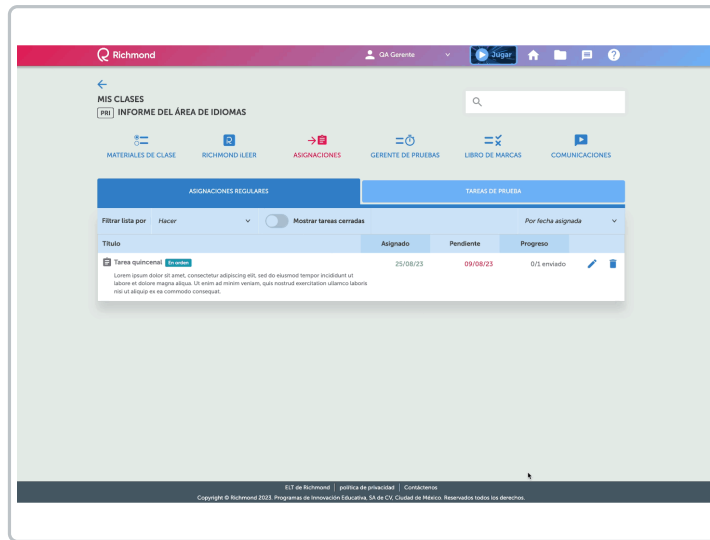 Richmond
QA Gerente
Jugar
MIS CLASES
PRI INFORME DEL ÁREA DE IDIOMAS
MATERIALES DE CLASE
RICHMOND iLEER
ASIGNACIONES
GERENTE DE PRUEBAS
LIBRO DE MARCAS
COMUNICACIONES
ASIGNACIONES REGULARES
TAREAS DE PRUEBA
Filtrar lista por Hacer
Mostrar tareas cerradas
Por fecha asignada
Título Asignado Pendiente Progreso
Tarea quincenal En orden 25/08/23 09/08/23 0/1 enviado
Lorem ipsum dolor sit amet, consectetur adipiscing elit, sed do eiusmod tempor incididunt ut
labore et dolore magna aliqua. Ut enim ad minim veniam, quis nostrud exercitation ullamco laboris
nisi ut aliquip ex ea commodo consequat.
ELT de Richmond | política de privacidad | Contáctenos
Copyright © Richmond 2023. Programas de Innovación Educativa, SA de CV, Ciudad de México. Reservados todos los derechos.